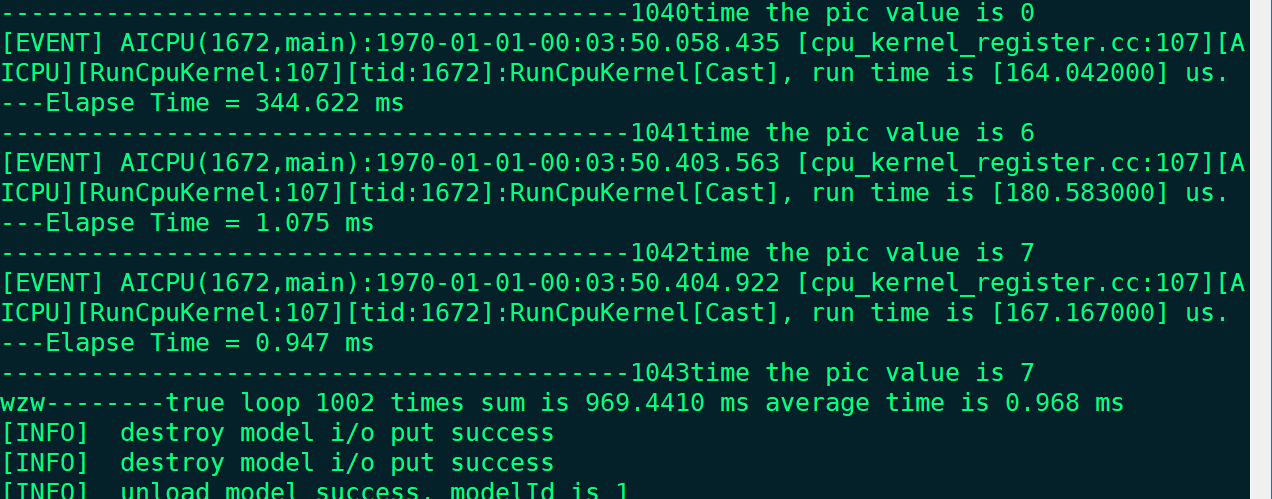 ------------------------------------------1040time the pic value is 0
[EVENT] AICPU(1672,main):1970-01-01-00:03:50.058.435 [cpu_kernel_register.cc:107][A
ICPU][RunCpuKernel:107][tid:1672]:RunCpuKernel[Cast], run time is [164.042000] us.
---Elapse Time = 344.622 ms
------------------------------------------1041time the pic value is 6
[EVENT] AICPU(1672,main):1970-01-01-00:03:50.403.563 [cpu_kernel_register.cc:107][A
ICPU][RunCpuKernel:107][tid:1672]:RunCpuKernel[Cast], run time is [180.583000] us.
---Elapse Time = 1.075 ms
------------------------------------------1042time the pic value is 7
[EVENT] AICPU(1672,main):1970-01-01-00:03:50.404.922 [cpu_kernel_register.cc:107][A
ICPU][RunCpuKernel:107][tid:1672]:RunCpuKernel[Cast], run time is [167.167000] us.
---Elapse Time = 0.947 ms
------------------------------------------1043time the pic value is 7
wzw--------true loop 1002 times sum is 969.4410 ms average time is 0.968 ms
[INFO]  destroy model i/o put success
[INFO]  destroy model i/o put success
[INFO]  unload model success, modelId is 1